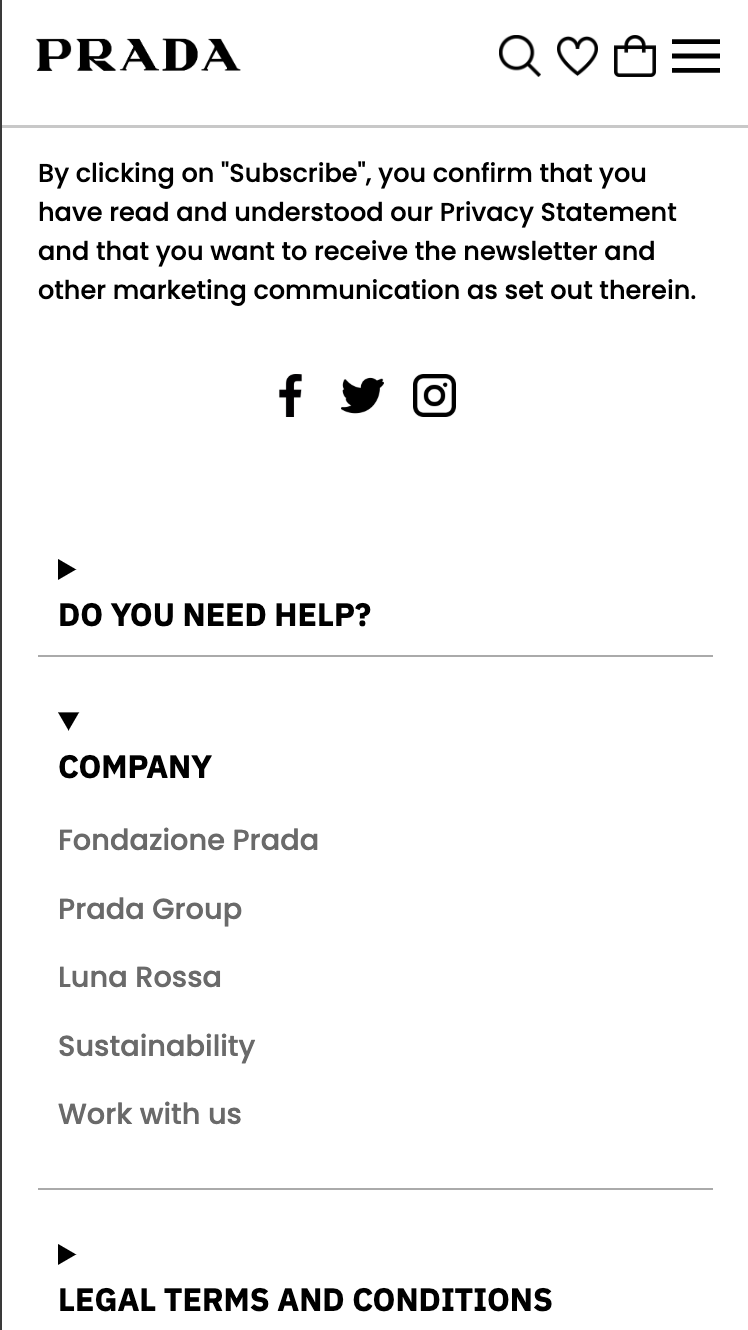 PRADA
By clicking on "Subscribe", you confirm that you
have read and understood our Privacy Statement
and that you want to receive the newsletter and
other marketing communication as set out therein.
DO YOU NEED HELP?
COMPANY
Fondazione Prada
Prada Group
Luna Rossa
Sustainability
Work with us
LEGAL TERMS AND CONDITIONS